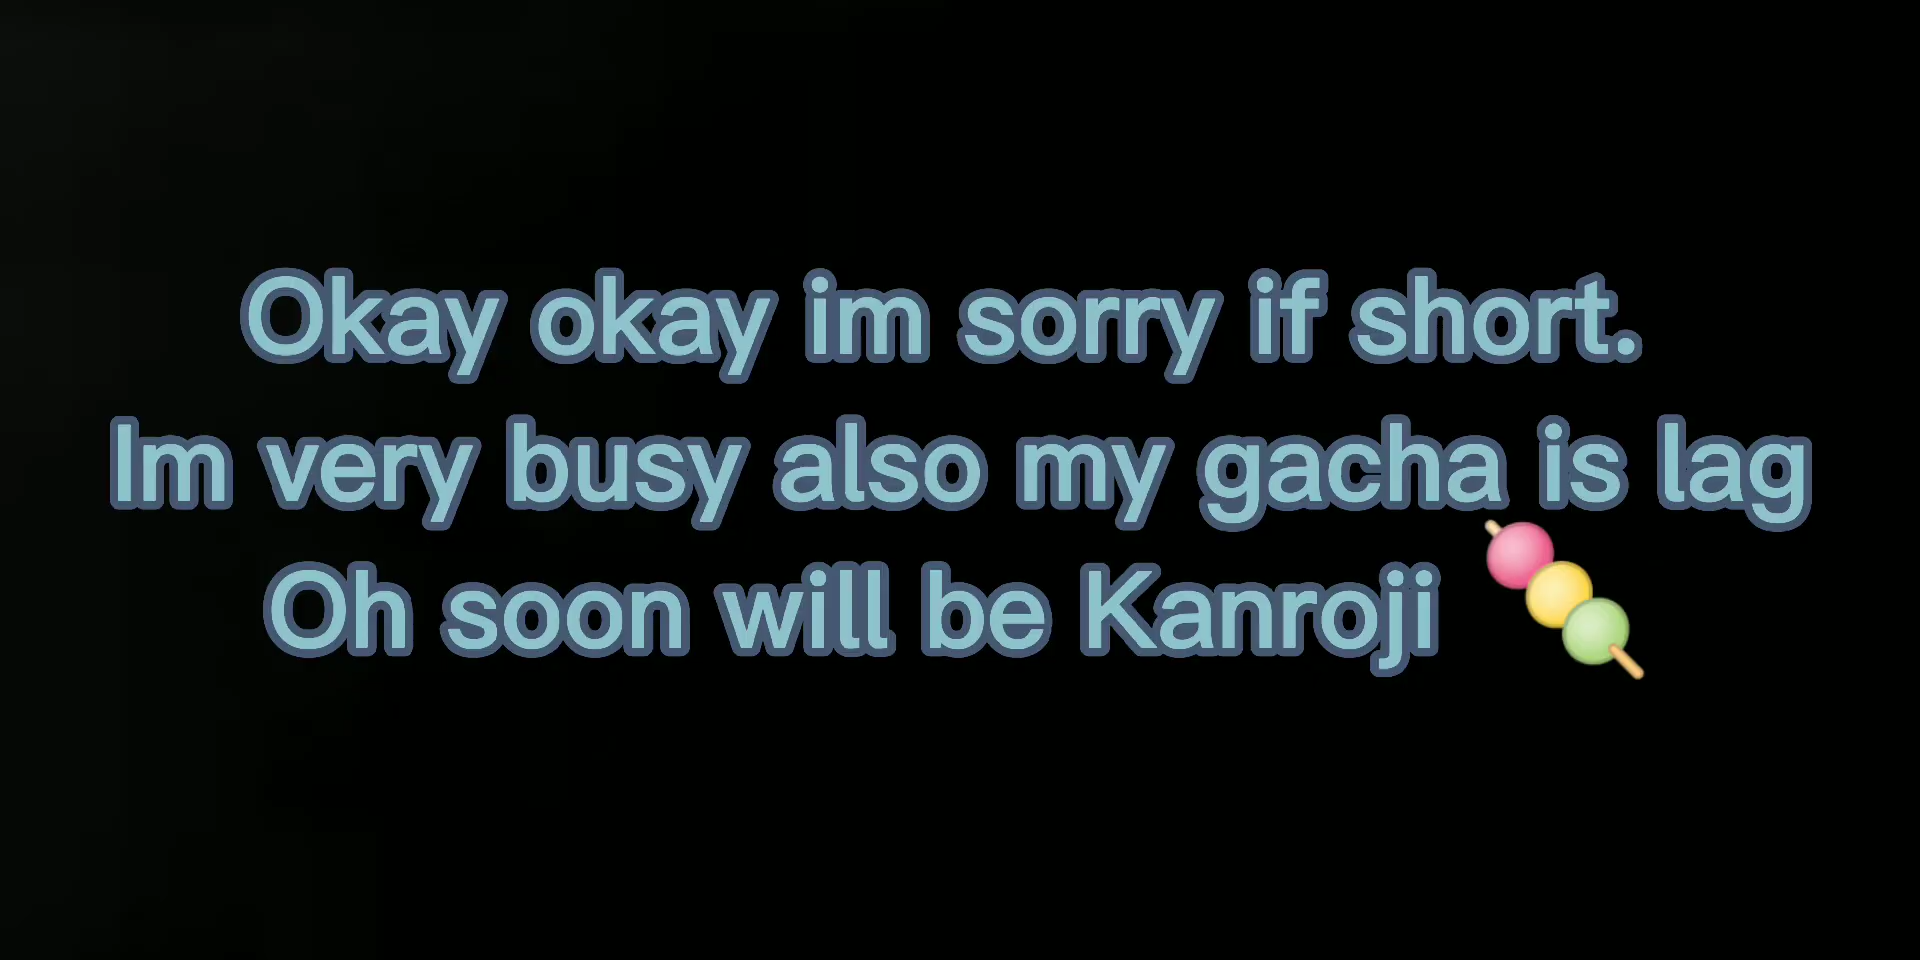 Okay okay im sorry if short.
Im very busy also my gacha is lag
Oh soon will be Kanroji 🍡